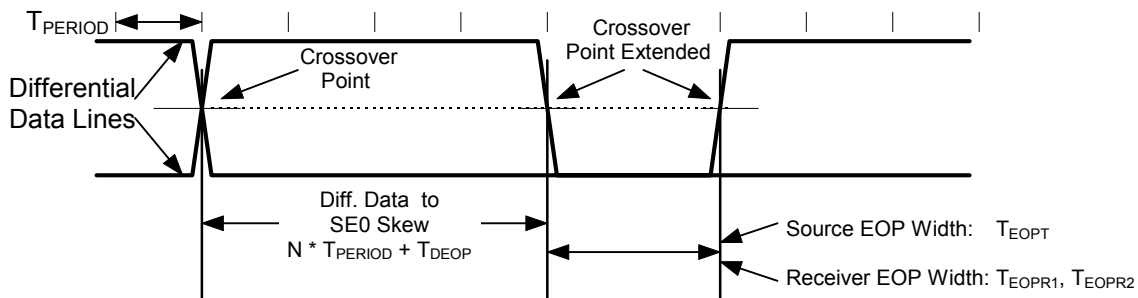 TPERIOD
Differential
Data Lines
Crossover
Point
Crossover
Point Extended
Diff. Data to
SE0 Skew
N * TPERIOD + TDEOP
Source EOP Width: TEOPT
Receiver EOP Width: TEOPR1, TEOPR2